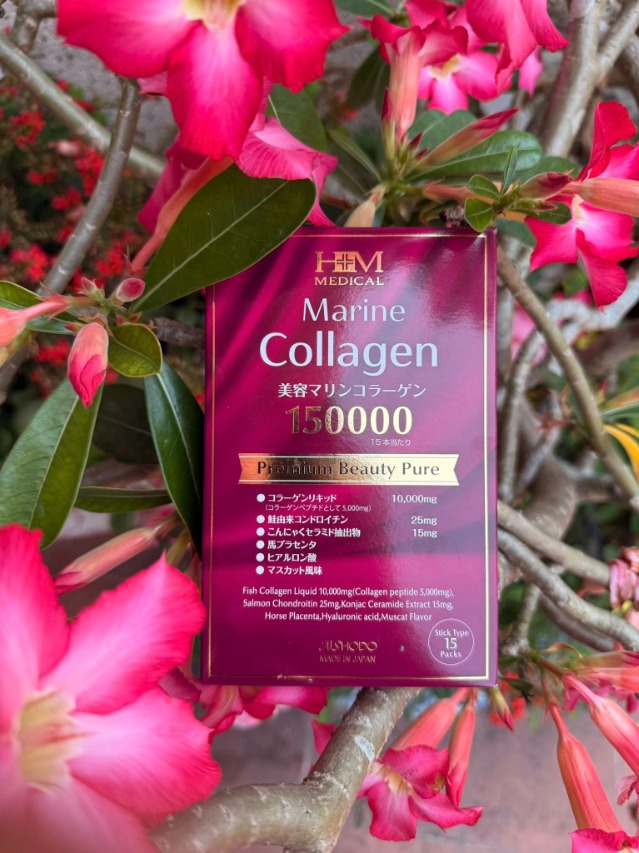 HM
MEDICAL
Marine
Collagen
美容マリンコラーゲン
150000
15本当たり
Premium Beauty Pure
● コラーゲンリキッド 10,000mg
(コラーゲンペプチドとして 5,000mg)
● 鮭由来コンドロイチン 25mg
● こんにゃくセラミド抽出物 15mg
● 馬プラセンタ
● ヒアルロン酸
● マスカット風味
Fish Collagen Liquid 10,000mg(Collagen peptide 5,000mg),
Salmon Chondroitin 25mg,Konjac Ceramide Extract 15mg,
Horse Placenta,Hyaluronic acid,Muscat Flavor
Stick Type
15
Packs
AISHODO
MADE IN JAPAN